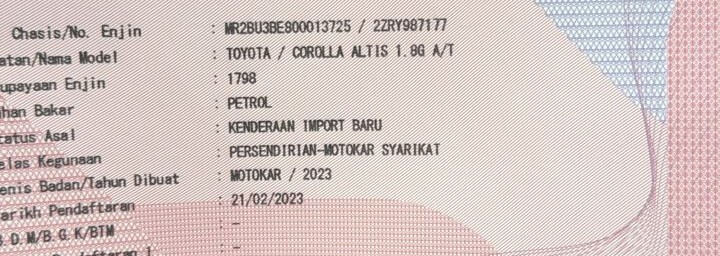 Chasis/No. Enjin : MR2BU3BE800013725 / 2ZRY987177
atan/Nama Model : TOYOTA / COROLLA ALTIS 1.8G A/T
upayaan Enjin : 1798
han Bakar : PETROL
tatus Asal : KENDERAAN IMPORT BARU
elas Kegunaan : PERSENDIRIAN-MOTOKAR SYARIKAT
enis Badan/Tahun Dibuat : MOTOKAR / 2023
arikh Pendaftaran : 21/02/2023
B.D.M/B.G.K/BTM : -
: -